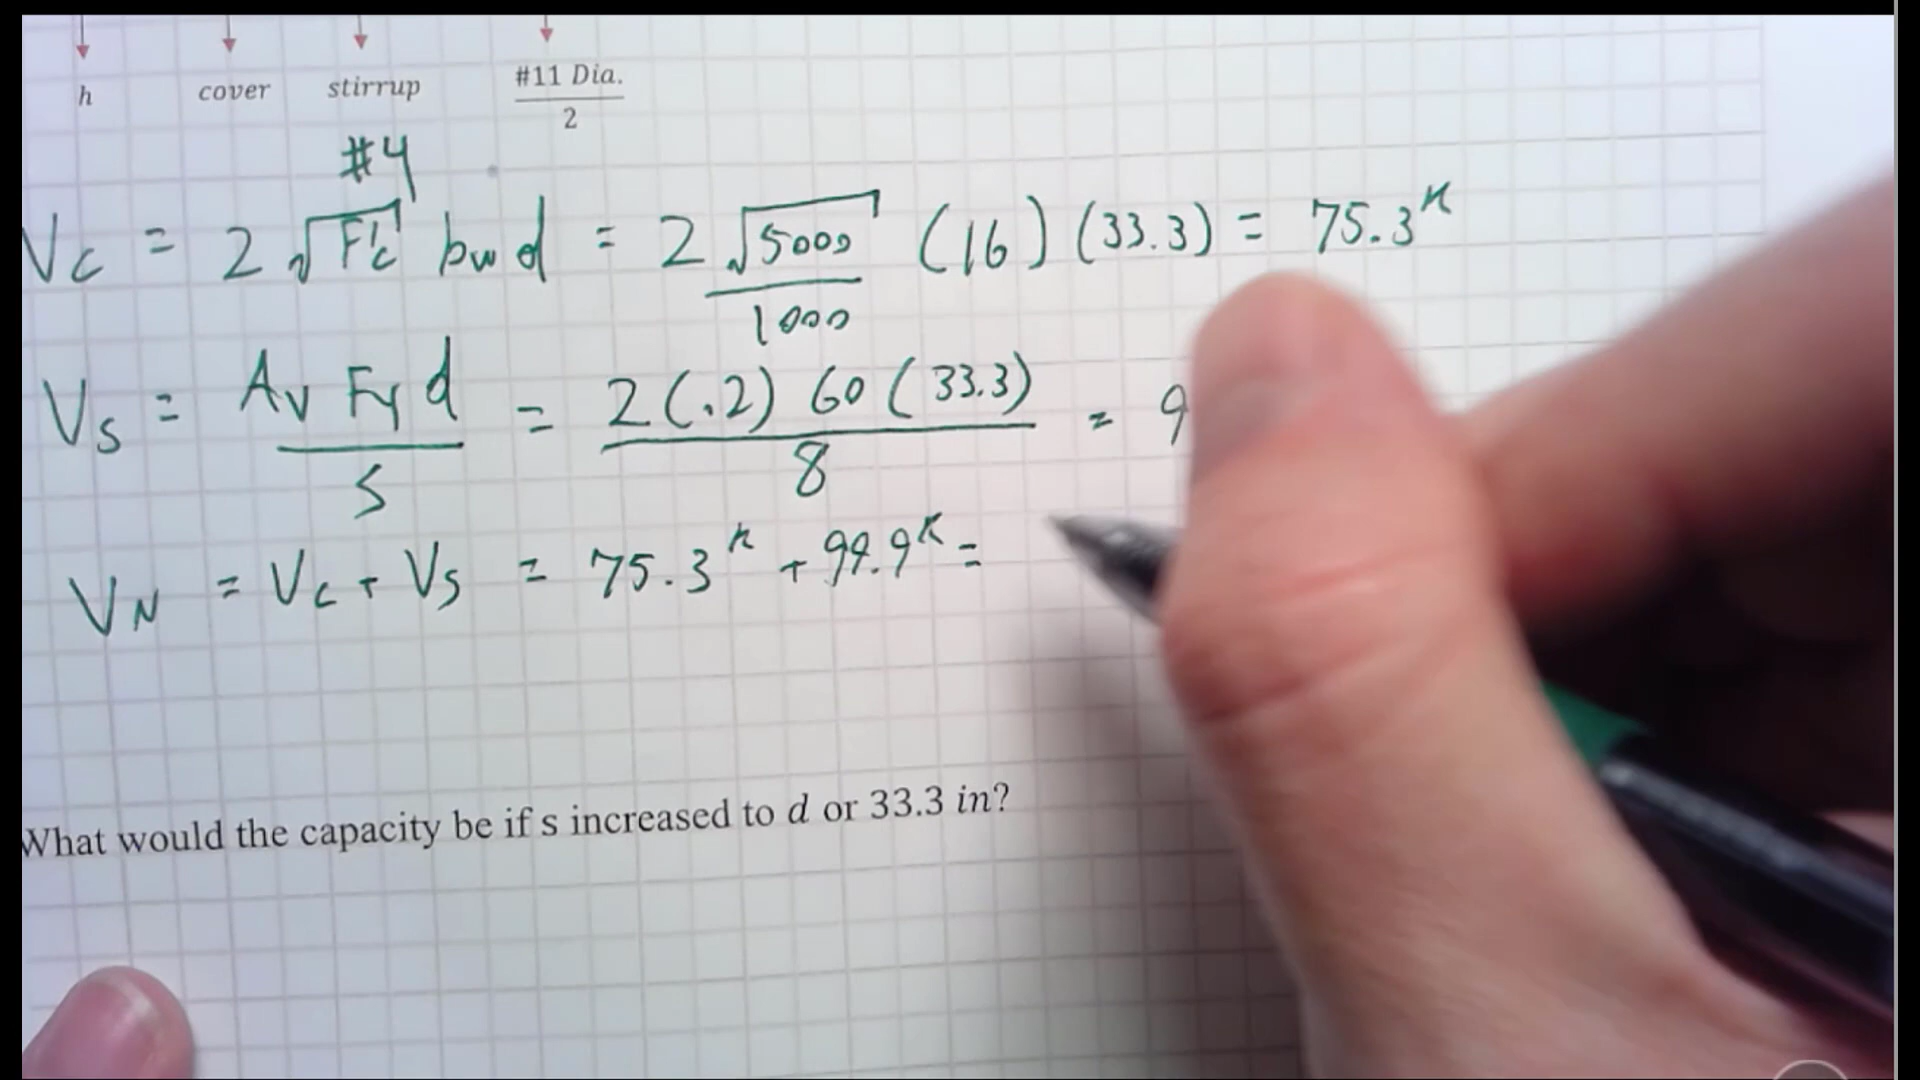 h cover stirrup #11 Dia. / 2
#4
Vc = 2 √F'c bw d = 2 √5000 / 1000 (16) (33.3) = 75.3ᵏ
Vs = Av Fy d / s = 2(.2) 60 (33.3) / 8 = 9
VN = Vc + Vs = 75.3ᵏ + 99.9ᵏ =
What would the capacity be if s increased to d or 33.3 in?